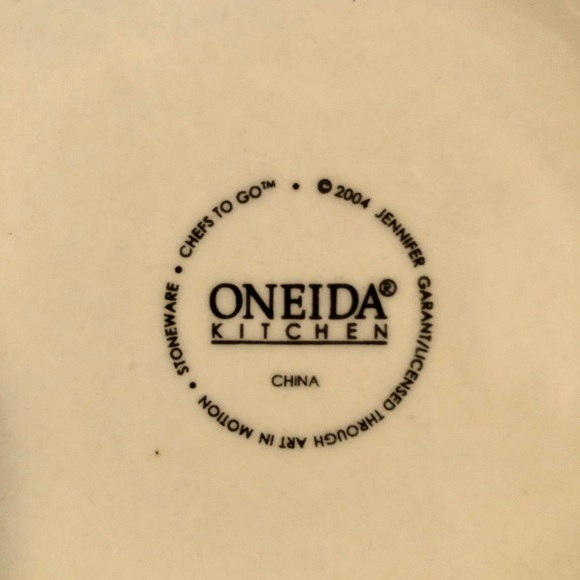 © 2004 JENNIFER GARANT/LICENSED THROUGH ART IN MOTION • STONEWARE • CHEFS TO GO™ •
ONEIDA®
KITCHEN
CHINA